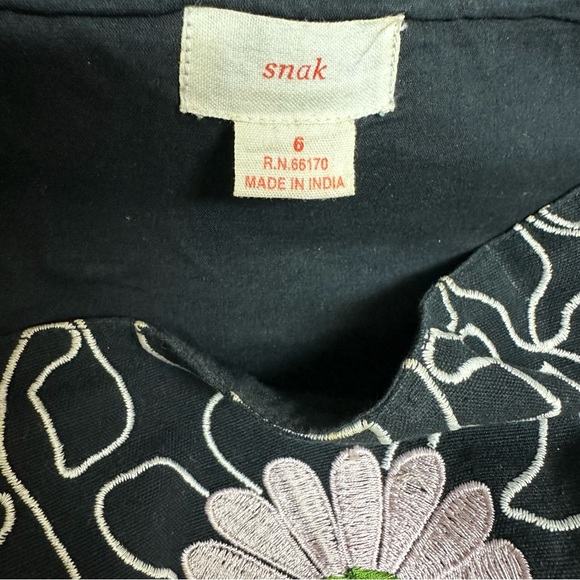 snak
6
R.N.66170
MADE IN INDIA